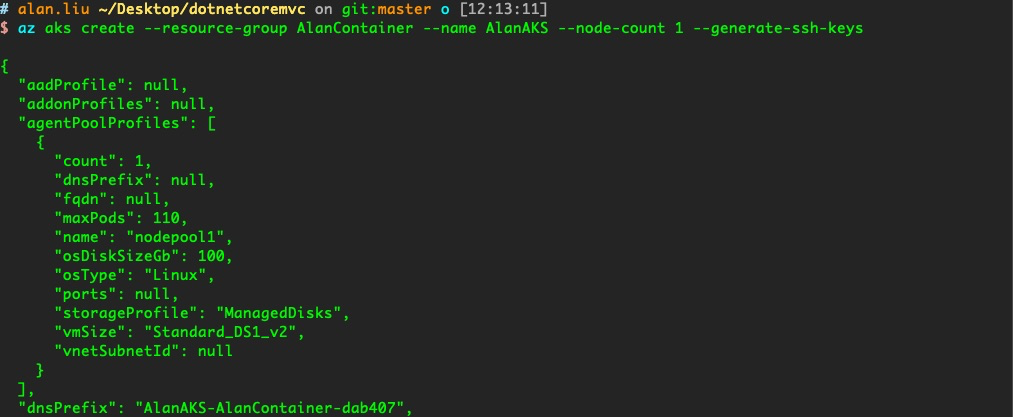 # alan.liu ~/Desktop/dotnetcoremvc on git:master o [12:13:11]
$ az aks create --resource-group AlanContainer --name AlanAKS --node-count 1 --generate-ssh-keys
{
  "aadProfile": null,
  "addonProfiles": null,
  "agentPoolProfiles": [
    {
      "count": 1,
      "dnsPrefix": null,
      "fqdn": null,
      "maxPods": 110,
      "name": "nodepool1",
      "osDiskSizeGb": 100,
      "osType": "Linux",
      "ports": null,
      "storageProfile": "ManagedDisks",
      "vmSize": "Standard_DS1_v2",
      "vnetSubnetId": null
    }
  ],
  "dnsPrefix": "AlanAKS-AlanContainer-dab407",